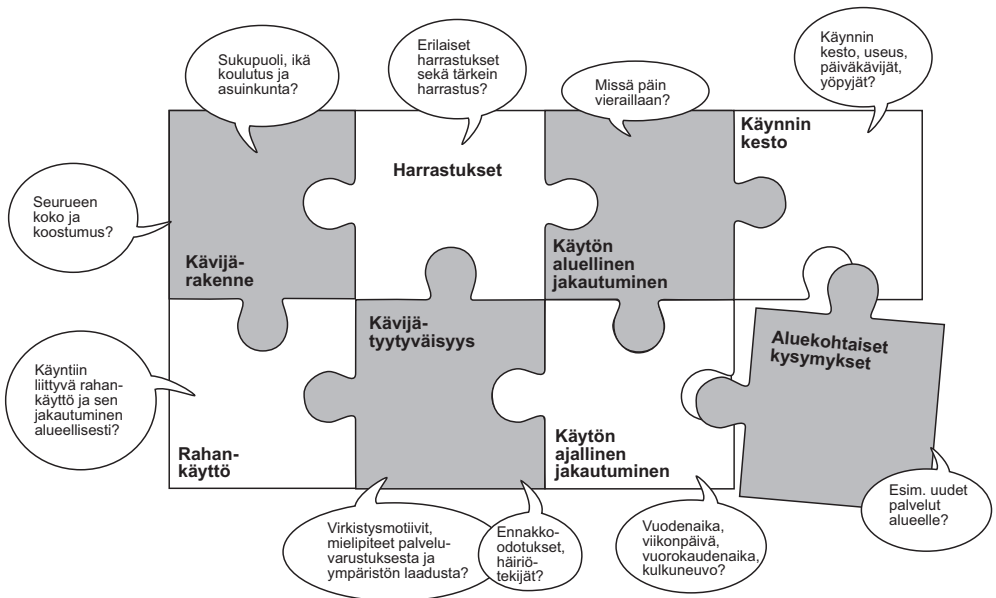 Sukupuoli, ikä
koulutus ja
asuinkunta?
Erilaiset
harrastukset
sekä tärkein
harrastus?
Missä päin
vieraillaan?
Käynnin
kesto, useus,
päiväkävijät,
yöpyjät?
Seurueen
koko ja
koostumus?
Kävijä-
rakenne
Harrastukset
Käytön
aluellinen
jakautuminen
Käynnin
kesto
Käyntiin
liittyvä rahan-
käyttö ja sen
jakautuminen
alueellisesti?
Rahan-
käyttö
Kävijä-
tyytyväisyys
Käytön
ajallinen
jakautuminen
Aluekohtaiset
kysymykset
Virkistysmotiivit,
mielipiteet palvelu-
varustuksesta ja
ympäristön laadusta?
Ennakko-
odotukset,
häiriö-
tekijät?
Vuodenaika,
viikonpäivä,
vuorokaudenaika,
kulkuneuvo?
Esim. uudet
palvelut
alueelle?